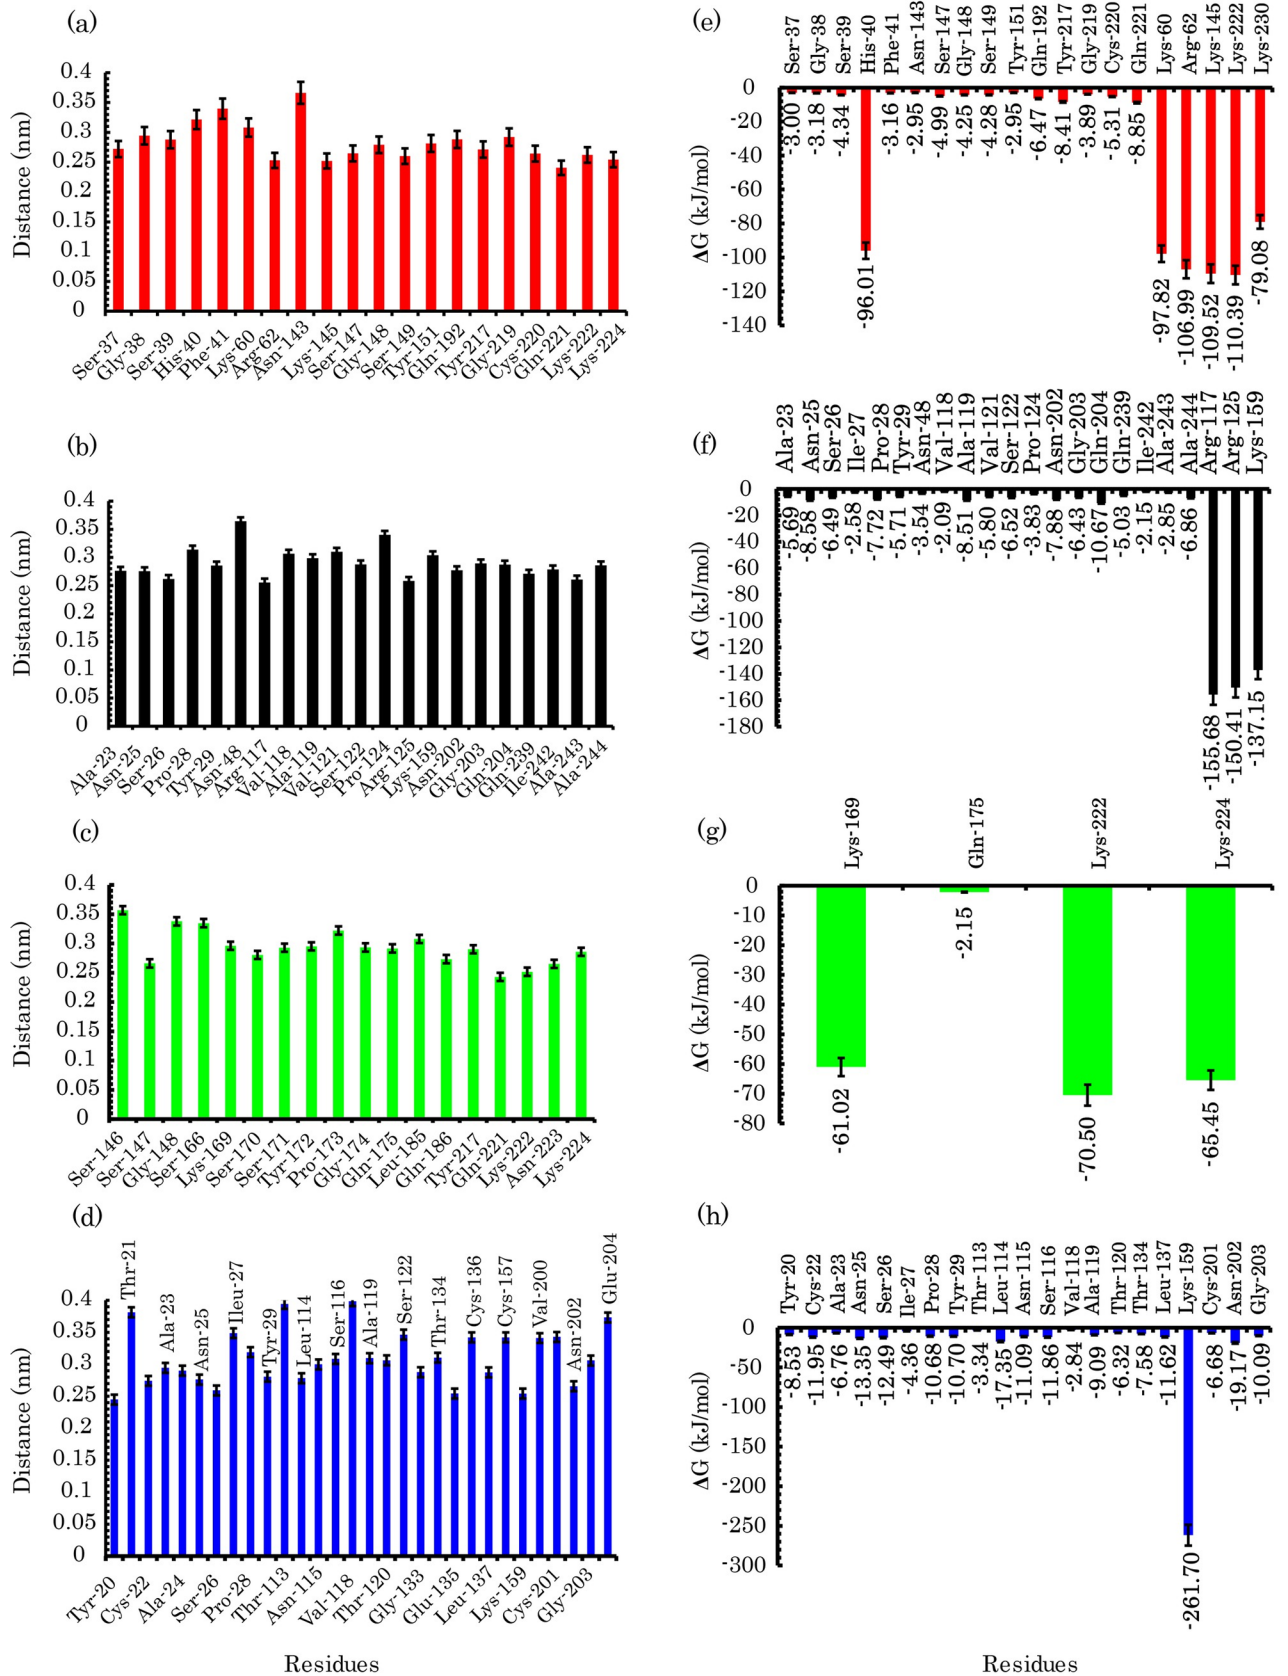 (a)
Distance (nm)
0.4
0.35
0.3
0.25
0.2
0.15
0.1
0.05
0
Ser-37
Gly-38
Ser-39
His-40
Phe-41
Lys-60
Arg-62
Asn-143
Lys-145
Ser-147
Gly-148
Ser-149
Tyr-151
Gln-192
Tyr-217
Gly-219
Cys-220
Gln-221
Lys-222
Lys-224
(e)
Ser-37
Gly-38
Ser-39
His-40
Phe-41
Asn-143
Ser-147
Gly-148
Ser-149
Tyr-151
Gln-192
Tyr-217
Gly-219
Cys-220
Gln-221
Lys-60
Arg-62
Lys-145
Lys-222
Lys-230
ΔG (kJ/mol)
0
-20
-40
-60
-80
-100
-120
-140
-3.00
-3.18
-4.34
-96.01
-3.16
-2.95
-4.99
-4.25
-4.28
-2.95
-6.47
-8.41
-3.89
-5.31
-8.85
-97.82
-106.99
-109.52
-110.39
-79.08
(b)
Distance (nm)
0.4
0.35
0.3
0.25
0.2
0.15
0.1
0.05
0
Ala-23
Asn-25
Ser-26
Pro-28
Tyr-29
Asn-48
Arg-117
Val-118
Ala-119
Val-121
Ser-122
Pro-124
Arg-125
Lys-159
Asn-202
Gly-203
Gln-204
Gln-239
Ile-242
Ala-243
Ala-244
(f)
Ala-23
Asn-25
Ser-26
Ile-27
Pro-28
Tyr-29
Asn-48
Val-118
Ala-119
Val-121
Ser-122
Pro-124
Asn-202
Gly-203
Gln-204
Gln-239
Ile-242
Ala-243
Ala-244
Arg-117
Arg-125
Lys-159
ΔG (kJ/mol)
0
-20
-40
-60
-80
-100
-120
-140
-160
-180
-5.69
-8.58
-6.49
-2.58
-7.72
-5.71
-3.54
-2.09
-8.51
-5.80
-6.52
-3.83
-7.88
-6.43
-10.67
-5.03
-2.15
-2.85
-6.86
-155.68
-150.41
-137.15
(c)
Distance (nm)
0.4
0.35
0.3
0.25
0.2
0.15
0.1
0.05
0
Ser-146
Ser-147
Gly-148
Ser-166
Lys-169
Ser-170
Ser-171
Tyr-172
Pro-173
Gly-174
Gln-175
Leu-185
Gln-186
Tyr-217
Gln-221
Lys-222
Asn-223
Lys-224
(g)
Lys-169
Gln-175
Lys-222
Lys-224
ΔG (kJ/mol)
0
-10
-20
-30
-40
-50
-60
-70
-80
-61.02
-2.15
-70.50
-65.45
(d)
Distance (nm)
0.4
0.35
0.3
0.25
0.2
0.15
0.1
0.05
0
Thr-21
Ala-23
Asn-25
Ileu-27
Tyr-29
Leu-114
Ser-116
Ala-119
Ser-122
Thr-134
Cys-136
Cys-157
Val-200
Asn-202
Glu-204
Tyr-20
Cys-22
Ala-24
Ser-26
Pro-28
Thr-113
Asn-115
Val-118
Thr-120
Gly-133
Glu-135
Leu-137
Lys-159
Cys-201
Gly-203
Residues
(h)
Tyr-20
Cys-22
Ala-23
Asn-25
Ser-26
Ile-27
Pro-28
Tyr-29
Thr-113
Leu-114
Asn-115
Ser-116
Val-118
Ala-119
Thr-120
Thr-134
Leu-137
Lys-159
Cys-201
Asn-202
Gly-203
ΔG (kJ/mol)
0
-50
-100
-150
-200
-250
-300
-8.53
-11.95
-6.76
-13.35
-12.49
-4.36
-10.68
-10.70
-3.34
-17.35
-11.09
-11.86
-2.84
-9.09
-6.32
-7.58
-11.62
-261.70
-6.68
-19.17
-10.09
Residues